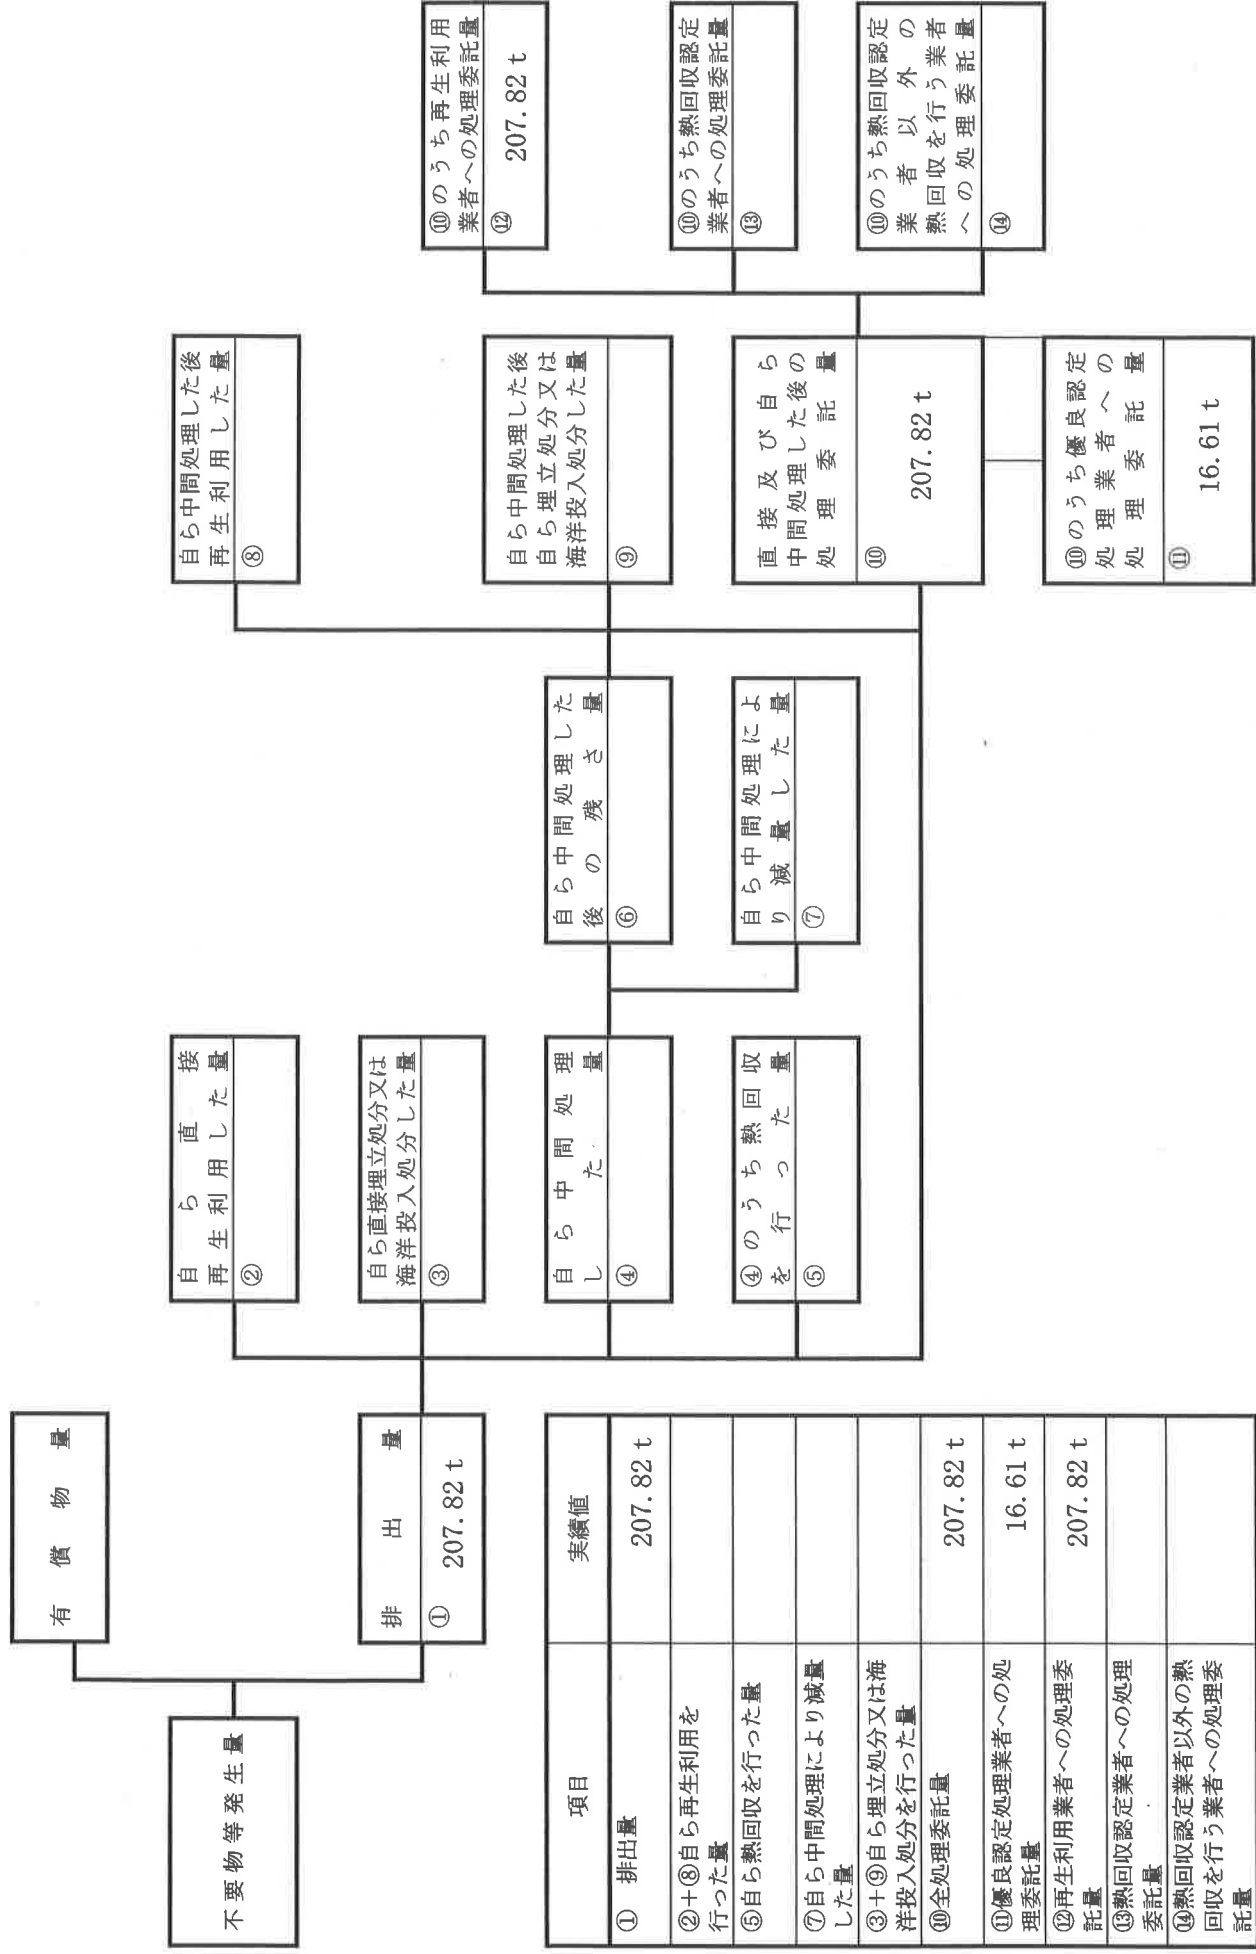 有償物量
不要物等発生量
排出量
① 207.82 t
自ら直接
再生利用した量
②
自ら直接埋立処分又は
海洋投入処分した量
③
自ら中間処理
した量
④
④のうち熱回収
を行った量
⑤
自ら中間処理した
後の残さ量
⑥
自ら中間処理によ
り減量した量
⑦
自ら中間処理した後
再生利用した量
⑧
自ら中間処理した後
自ら埋立処分又は
海洋投入処分した量
⑨
直接及び自ら
中間処理した後の
処理委託量
⑩
207.82 t
⑩のうち優良認定
処理業者への
処理委託量
⑪
16.61 t
⑩のうち再生利用
業者への処理委託量
⑫
207.82 t
⑩のうち熱回収認定
業者への処理委託量
⑬
⑩のうち熱回収認定
業者以外の
熱回収を行う業者
への処理委託量
⑭
項目 実績値
① 排出量 207.82 t
②+⑧自ら再生利用を
行った量
⑤自ら熱回収を行った量
⑦自ら中間処理により減量
した量
③+⑨自ら埋立処分又は海
洋投入処分を行った量
⑩全処理委託量 207.82 t
⑪優良認定処理業者への処
理委託量 16.61 t
⑫再生利用業者への処理委
託量 207.82 t
⑬熱回収認定業者への処理
委託量
⑭熱回収認定業者以外の熱
回収を行う業者への処理委
託量